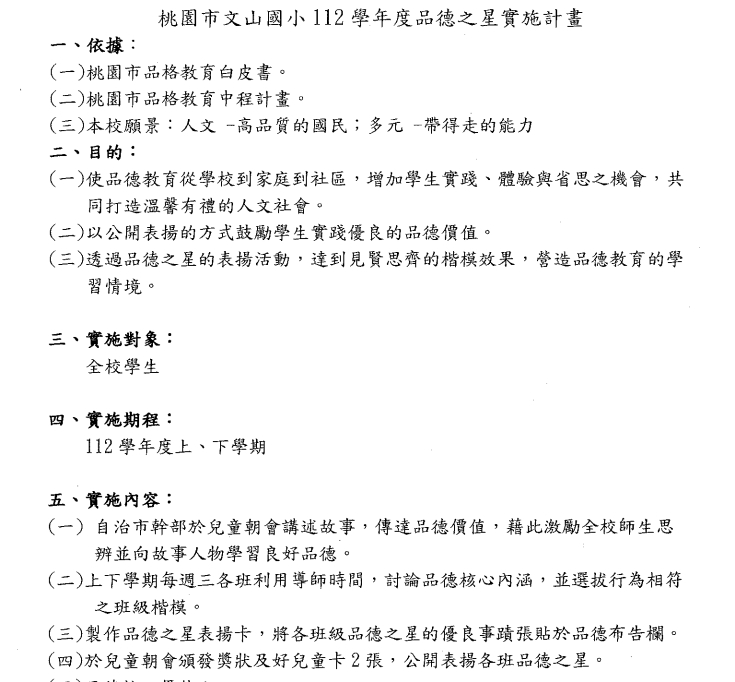 桃園市文山國小112學年度品德之星實施計畫
一、依據：
(一)桃園市品格教育白皮書。
(二)桃園市品格教育中程計畫。
(三)本校願景：人文 -高品質的國民；多元 -帶得走的能力
二、目的：
(一)使品德教育從學校到家庭到社區，增加學生實踐、體驗與省思之機會，共
同打造溫馨有禮的人文社會。
(二)以公開表揚的方式鼓勵學生實踐優良的品德價值。
(三)透過品德之星的表揚活動，達到見賢思齊的楷模效果，營造品德教育的學
習情境。
三、實施對象：
全校學生
四、實施期程：
112學年度上、下學期
五、實施內容：
(一) 自治市幹部於兒童朝會講述故事，傳達品德價值，藉此激勵全校師生思
辨並向故事人物學習良好品德。
(二)上下學期每週三各班利用導師時間，討論品德核心內涵，並選拔行為相符
之班級楷模。
(三)製作品德之星表揚卡，將各班級品德之星的優良事蹟張貼於品德布告欄。
(四)於兒童朝會頒發獎狀及好兒童卡2張，公開表揚各班品德之星。